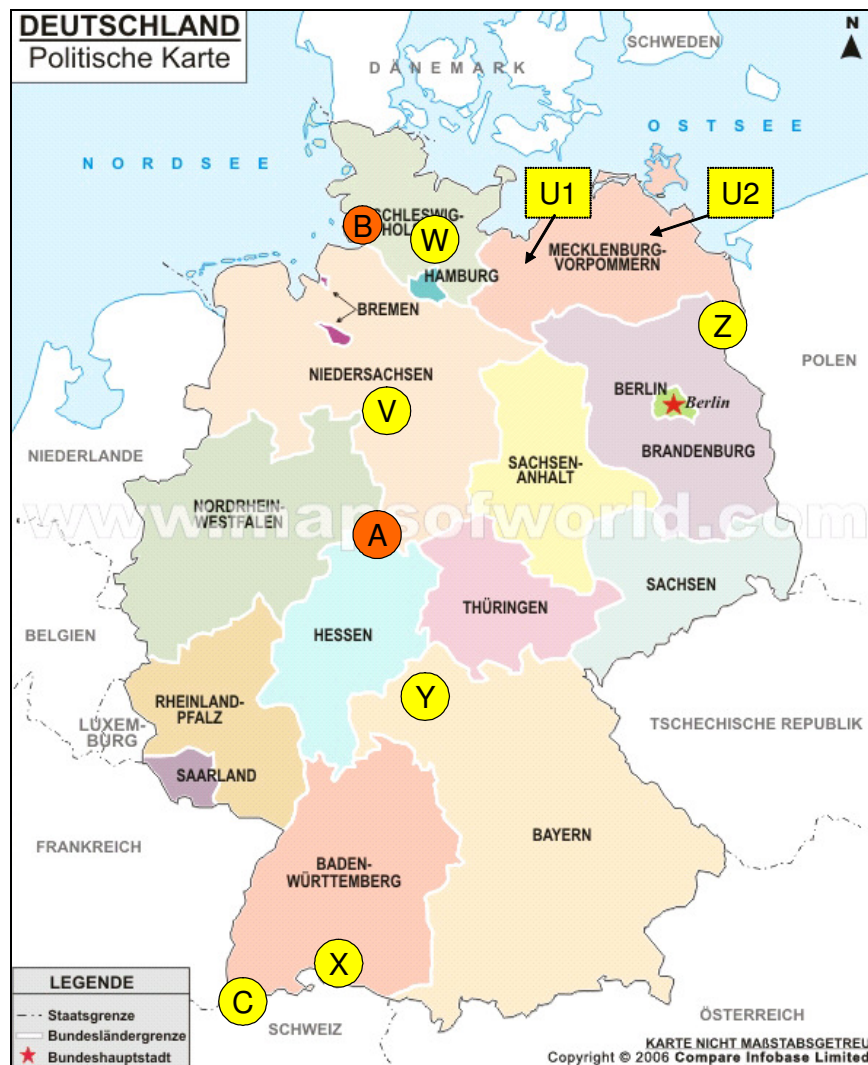 DEUTSCHLAND
Politische Karte
N
SCHWEDEN
DÄNEMARK
OSTSEE
NORDSEE
U1
U2
B
SCHLESWIG-
HOL
W
MECKLENBURG-
VORPOMMERN
HAMBURG
BREMEN
Z
POLEN
NIEDERSACHSEN
BERLIN
Berlin
V
NIEDERLANDE
BRANDENBURG
SACHSEN-
ANHALT
NORDRHEIN-
WESTFALEN
www.mapsofworld.com
A
SACHSEN
THÜRINGEN
HESSEN
BELGIEN
Y
RHEINLAND-
PFALZ
LUXEM-
BURG
TSCHECHISCHE REPUBLIK
SAARLAND
FRANKREICH
BAYERN
BADEN-
WÜRTTEMBERG
X
C
LEGENDE
Staatsgrenze
Bundesländergrenze
Bundeshauptstadt
SCHWEIZ
ÖSTERREICH
KARTE NICHT MAßSTABSGETREU
Copyright © 2006 Compare Infobase Limited